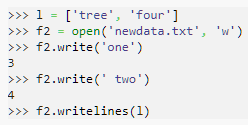 >>> l = ['tree', 'four']
>>> f2 = open('newdata.txt', 'w')
>>> f2.write('one')
3
>>> f2.write(' two')
4
>>> f2.writelines(l)